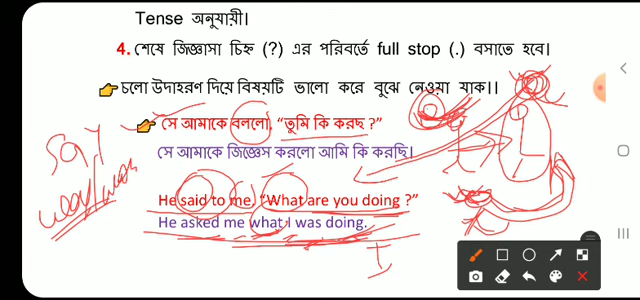 Tense অনুযায়ী।
4. শেষে জিজ্ঞাসা চিহ্ন (?) এর পরিবর্তে full stop (.) বসাতে হবে।
চলো উদাহরণ দিয়ে বিষয়টি ভালো করে বুঝে নেওয়া যাক।।
সে আমাকে বললো, “তুমি কি করছ ?”
সে আমাকে জিজ্ঞেস করলো আমি কি করছি।
He said to me, “What are you doing ?”
He asked me what I was doing.
I